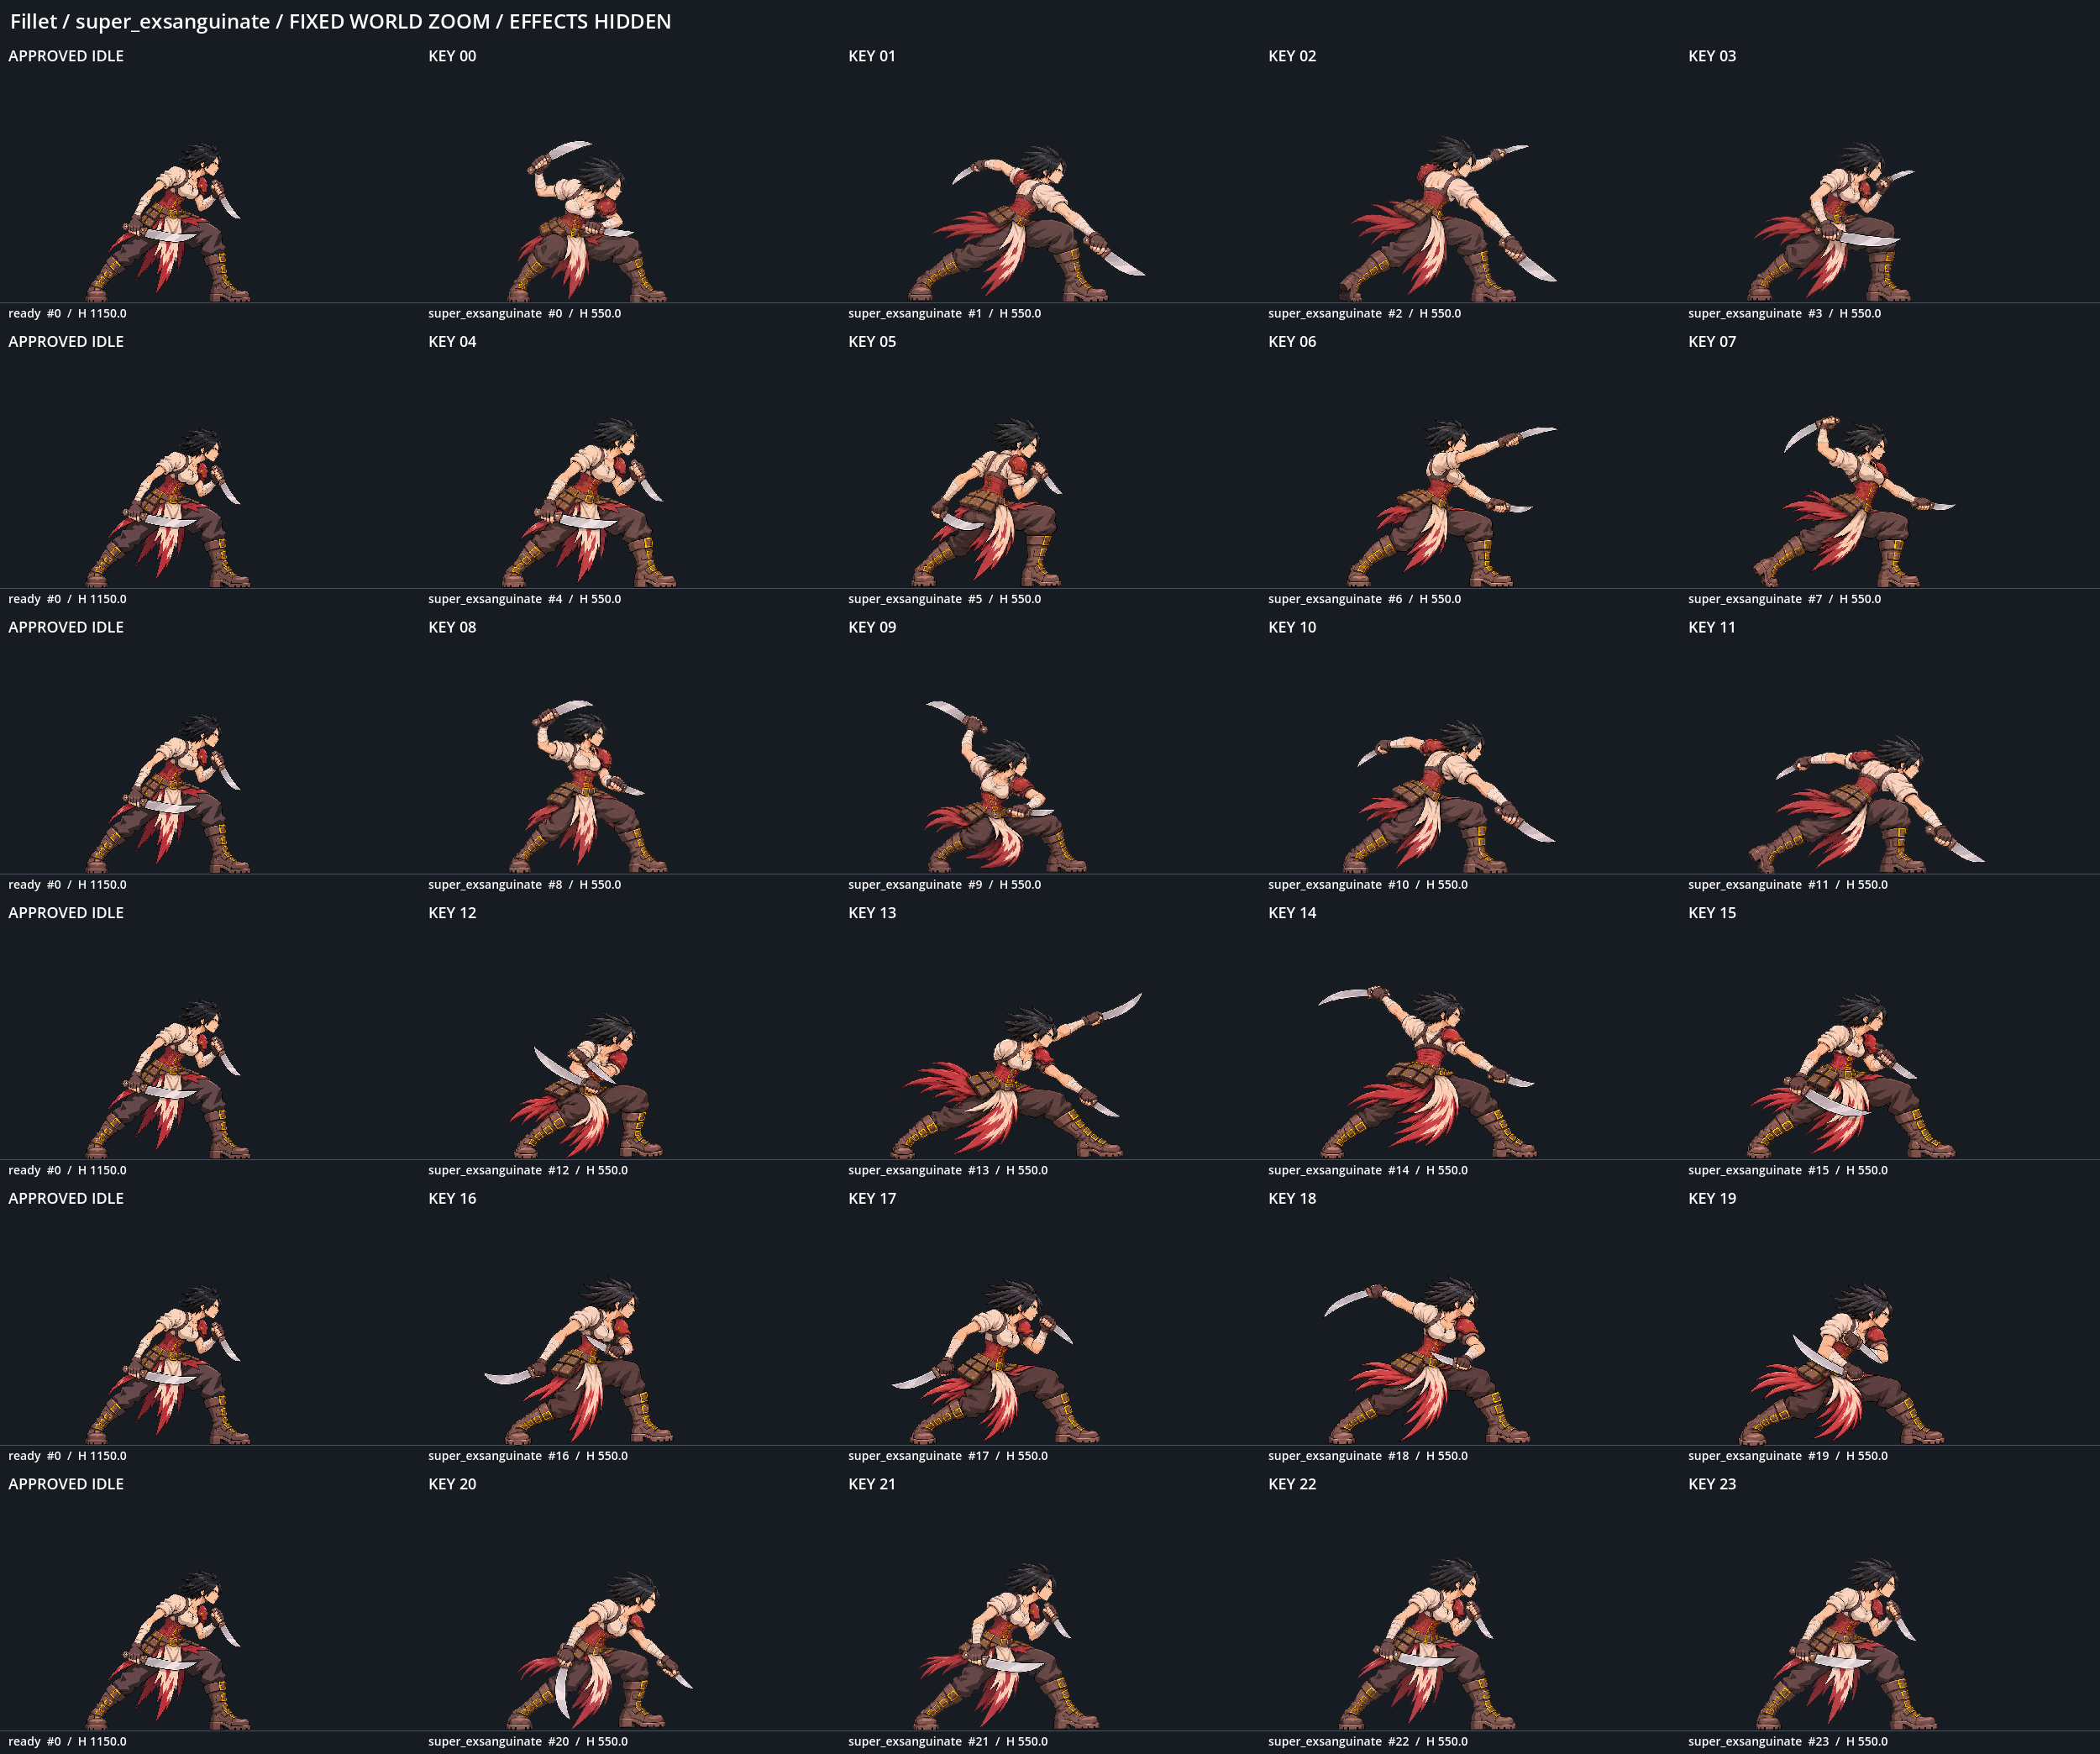 Fillet / super_exsanguinate / FIXED WORLD ZOOM / EFFECTS HIDDEN
APPROVED IDLE KEY 00 KEY 01 KEY 02 KEY 03
ready #0 / H 1150.0 super_exsanguinate #0 / H 550.0 super_exsanguinate #1 / H 550.0 super_exsanguinate #2 / H 550.0 super_exsanguinate #3 / H 550.0
APPROVED IDLE KEY 04 KEY 05 KEY 06 KEY 07
ready #0 / H 1150.0 super_exsanguinate #4 / H 550.0 super_exsanguinate #5 / H 550.0 super_exsanguinate #6 / H 550.0 super_exsanguinate #7 / H 550.0
APPROVED IDLE KEY 08 KEY 09 KEY 10 KEY 11
ready #0 / H 1150.0 super_exsanguinate #8 / H 550.0 super_exsanguinate #9 / H 550.0 super_exsanguinate #10 / H 550.0 super_exsanguinate #11 / H 550.0
APPROVED IDLE KEY 12 KEY 13 KEY 14 KEY 15
ready #0 / H 1150.0 super_exsanguinate #12 / H 550.0 super_exsanguinate #13 / H 550.0 super_exsanguinate #14 / H 550.0 super_exsanguinate #15 / H 550.0
APPROVED IDLE KEY 16 KEY 17 KEY 18 KEY 19
ready #0 / H 1150.0 super_exsanguinate #16 / H 550.0 super_exsanguinate #17 / H 550.0 super_exsanguinate #18 / H 550.0 super_exsanguinate #19 / H 550.0
APPROVED IDLE KEY 20 KEY 21 KEY 22 KEY 23
ready #0 / H 1150.0 super_exsanguinate #20 / H 550.0 super_exsanguinate #21 / H 550.0 super_exsanguinate #22 / H 550.0 super_exsanguinate #23 / H 550.0